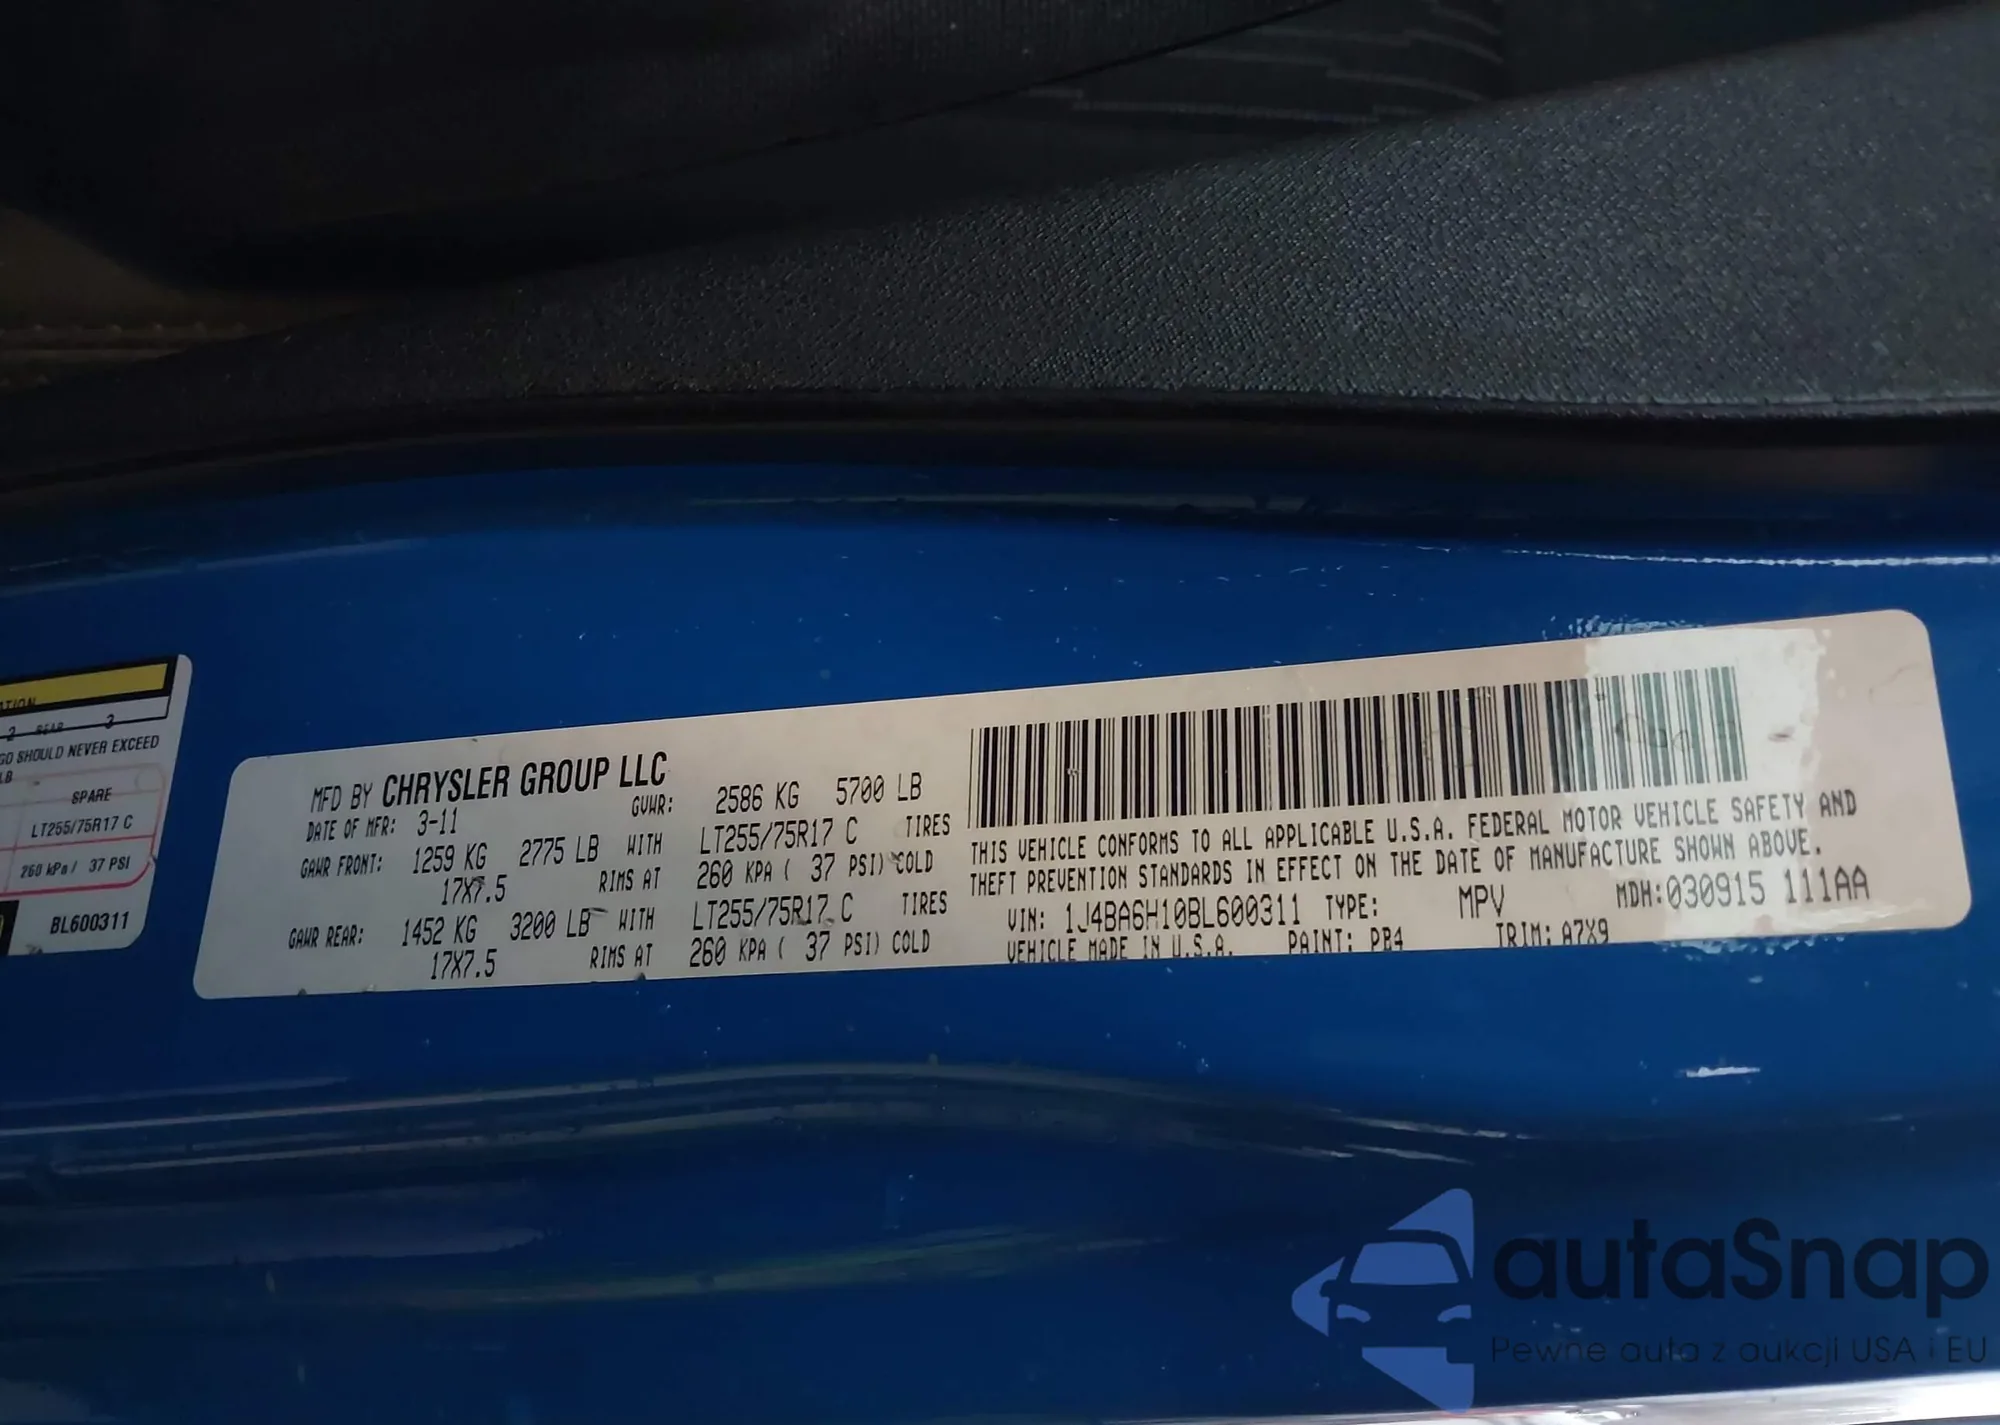 2 REAR 3
GO SHOULD NEVER EXCEED
LB
SPARE
LT255/75R17 C
260 kPa / 37 PSI
BL600311
MFD BY CHRYSLER GROUP LLC
DATE OF MFR: 3-11 GVWR: 2586 KG 5700 LB
GAWR FRONT: 1259 KG 2775 LB WITH LT255/75R17 C TIRES
17X7.5 RIMS AT 260 KPA ( 37 PSI) COLD
GAWR REAR: 1452 KG 3200 LB WITH LT255/75R17 C TIRES
17X7.5 RIMS AT 260 KPA ( 37 PSI) COLD
THIS VEHICLE CONFORMS TO ALL APPLICABLE U.S.A. FEDERAL MOTOR VEHICLE SAFETY AND
THEFT PREVENTION STANDARDS IN EFFECT ON THE DATE OF MANUFACTURE SHOWN ABOVE.
VIN: 1J4BA6H10BL600311 TYPE: MPV MDH:030915 111AA
VEHICLE MADE IN U.S.A. PAINT: PB4 TRIM: A7X9
autaSnap
Pewne auta z aukcji USA i EU